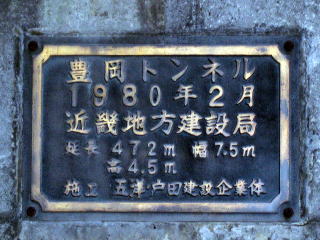 豊岡トンネル
1980年2月
近畿地方建設局
延長 472m 幅7.5m
高4.5m
施工 五洋・戸田建設企業体